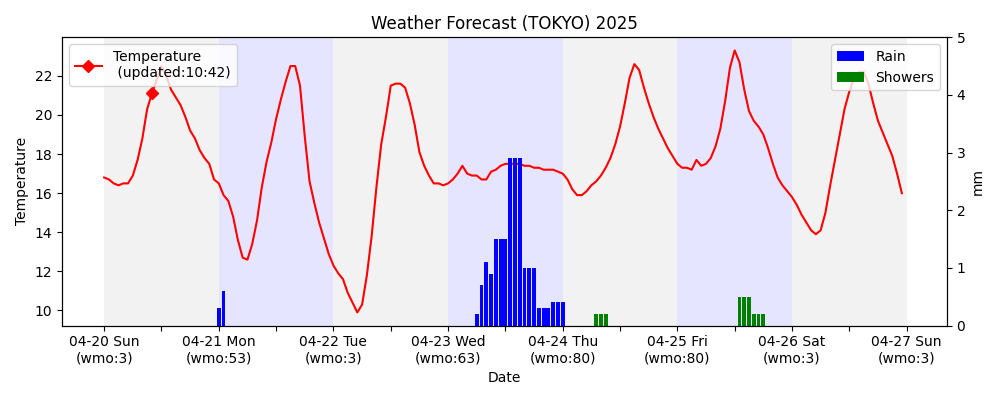 Weather Forecast (TOKYO) 2025
Temperature
(updated:10:42)
Rain
Showers
Temperature
22
20
18
16
14
12
10
5
4
3
2
1
0
mm
04-20 Sun
(wmo:3)
04-21 Mon
(wmo:53)
04-22 Tue
(wmo:3)
04-23 Wed
(wmo:63)
04-24 Thu
(wmo:80)
04-25 Fri
(wmo:80)
04-26 Sat
(wmo:3)
04-27 Sun
(wmo:3)
Date